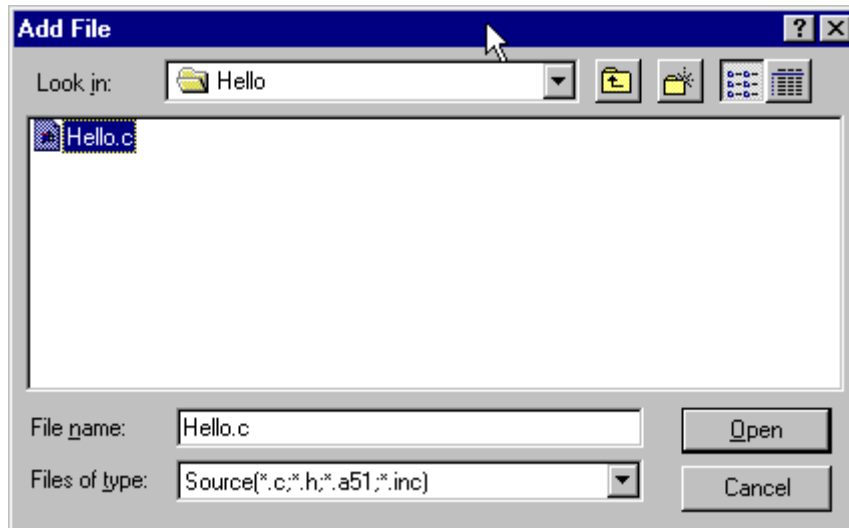 Add File
Look in: Hello
Hello.c
File name: Hello.c Open
Files of type: Source(*.c;*.h;*.a51;*.inc) Cancel